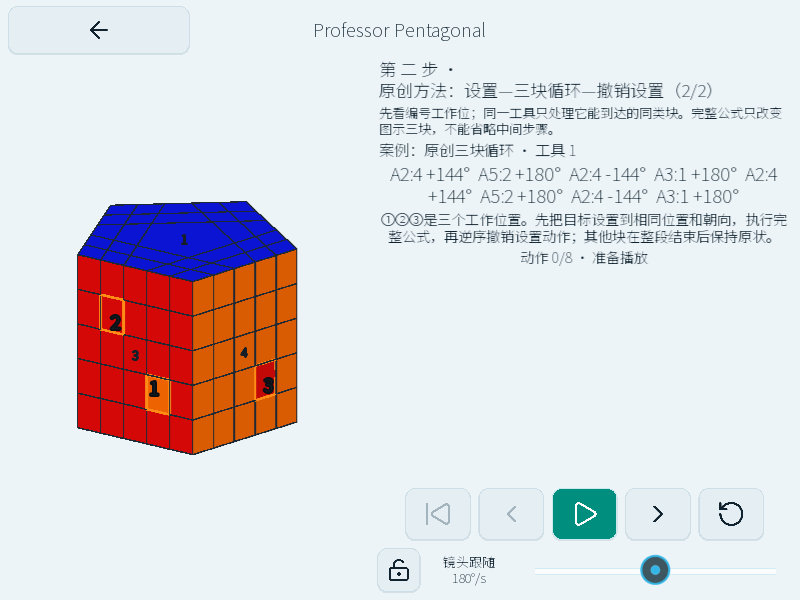 Professor Pentagonal
第二步·
原创方法：设置—三块循环—撤销设置（2/2）
先看编号工作位；同一工具只处理它能到达的同类块。完整公式只改变
图示三块，不能省略中间步骤。
案例：原创三块循环 · 工具 1
A2:4 +144° A5:2 +180° A2:4 -144° A3:1 +180° A2:4
+144° A5:2 +180° A2:4 -144° A3:1 +180°
①②③是三个工作位置。先把目标设置到相同位置和朝向，执行完
整公式，再逆序撤销设置动作；其他块在整段结束后保持原状。
动作 0/8 · 准备播放
1
2
3
4
1
3
镜头跟随
180°/s